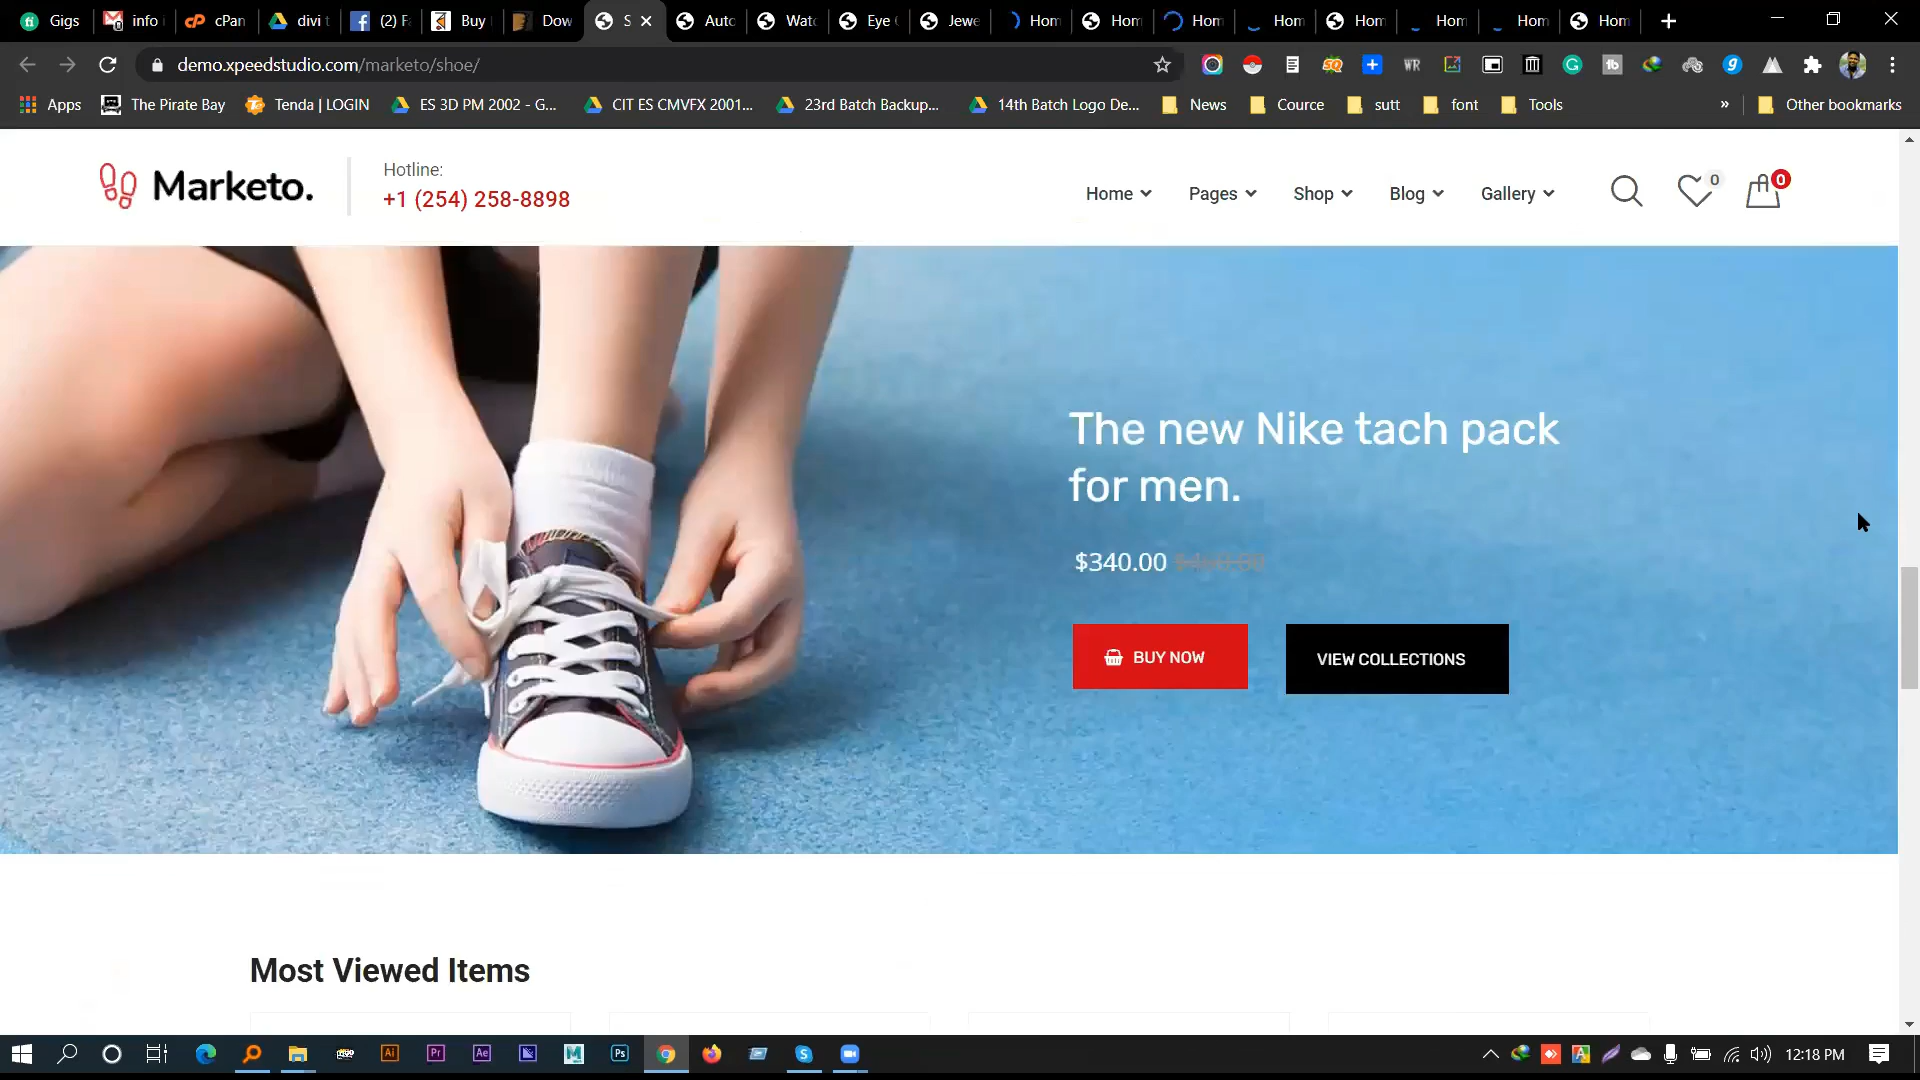 Gigs
info
cPan
divi t
(2) Fa
Buy
Dow
S
Auto
Watc
Eye
Jewe
Hom
Hom
Hom
Hom
Hom
Hom
Hom
Hom
demo.xpeedstudio.com/marketo/shoe/
Apps
The Pirate Bay
Tenda | LOGIN
ES 3D PM 2002 - G...
CIT ES CMVFX 2001...
23rd Batch Backup...
14th Batch Logo De...
News
Cource
sutt
font
Tools
»
Other bookmarks
Marketo.
Hotline:
+1 (254) 258-8898
Home
Pages
Shop
Blog
Gallery
0
0
The new Nike tach pack
for men.
$340.00
BUY NOW
VIEW COLLECTIONS
Most Viewed Items
12:18 PM